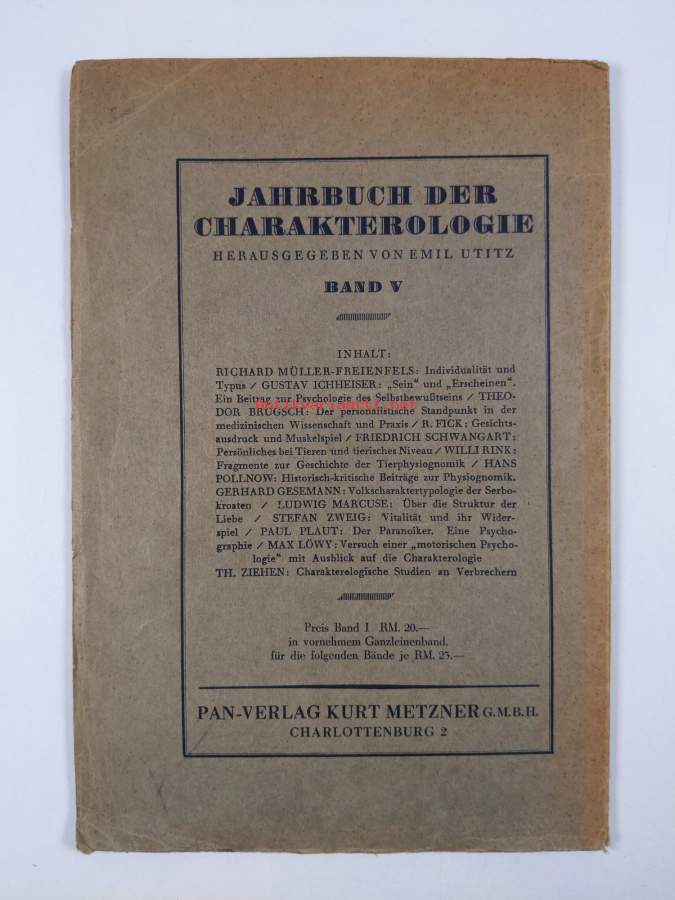 JAHRBUCH DER
CHARAKTEROLOGIE
HERAUSGEGEBEN VON EMIL UTITZ
BAND V
INHALT:
RICHARD MÜLLER-FREIENFELS: Individualität und
Typus / GUSTAV ICHHEISER: „Sein“ und „Erscheinen“.
Ein Beitrag zur Psychologie des Selbstbewußtseins / THEO-
DOR BRUGSCH: Der personalistische Standpunkt in der
medizinischen Wissenschaft und Praxis / R. FICK: Gesichts-
ausdruck und Muskelspiel / FRIEDRICH SCHWANGART:
Persönliches bei Tieren und tierisches Niveau / WILLI RINK:
Fragmente zur Geschichte der Tierphysiognomik / HANS
POLLNOW: Historisch-kritische Beiträge zur Physiognomik.
GERHARD GESEMANN: Volkscharaktertypologie der Serbo-
kroaten / LUDWIG MARCUSE: Über die Struktur der
Liebe / STEFAN ZWEIG: Vitalität und ihr Wider-
spiel / PAUL PLAUT: Der Paranoiker. Eine Psycho-
graphie / MAX LÖWY: Versuch einer „motorischen Psycho-
logie“ mit Ausblick auf die Charakterologie
TH. ZIEHEN: Charakterologische Studien an Verbrechern
Preis Band I RM. 20.—
in vornehmem Ganzleinenband.
für die folgenden Bände je RM. 25.—
PAN-VERLAG KURT METZNER G.M.B.H.
CHARLOTTENBURG 2